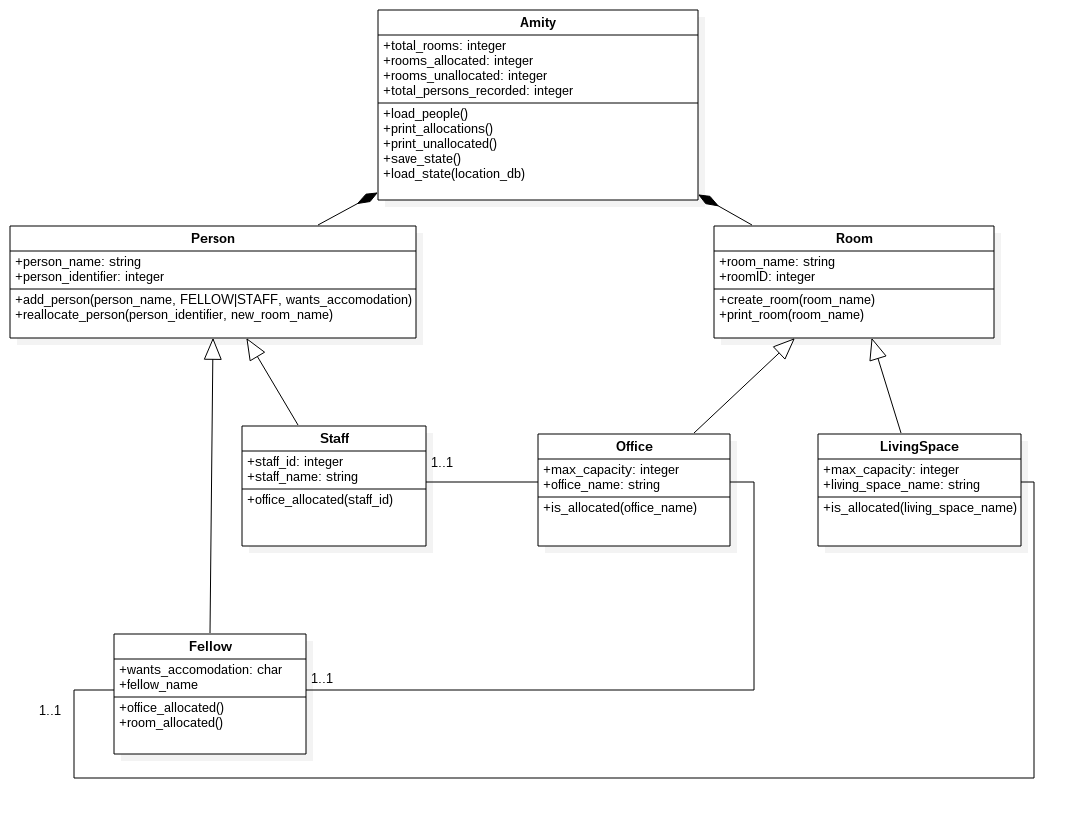 Amity
+total_rooms: integer
+rooms_allocated: integer
+rooms_unallocated: integer
+total_persons_recorded: integer
+load_people()
+print_allocations()
+print_unallocated()
+save_state()
+load_state(location_db)
Person
+person_name: string
+person_identifier: integer
+add_person(person_name, FELLOW|STAFF, wants_accomodation)
+reallocate_person(person_identifier, new_room_name)
Room
+room_name: string
+roomID: integer
+create_room(room_name)
+print_room(room_name)
Staff
+staff_id: integer
+staff_name: string
+office_allocated(staff_id)
1..1
Office
+max_capacity: integer
+office_name: string
+is_allocated(office_name)
LivingSpace
+max_capacity: integer
+living_space_name: string
+is_allocated(living_space_name)
Fellow
+wants_accomodation: char
+fellow_name
+office_allocated()
+room_allocated()
1..1
1..1